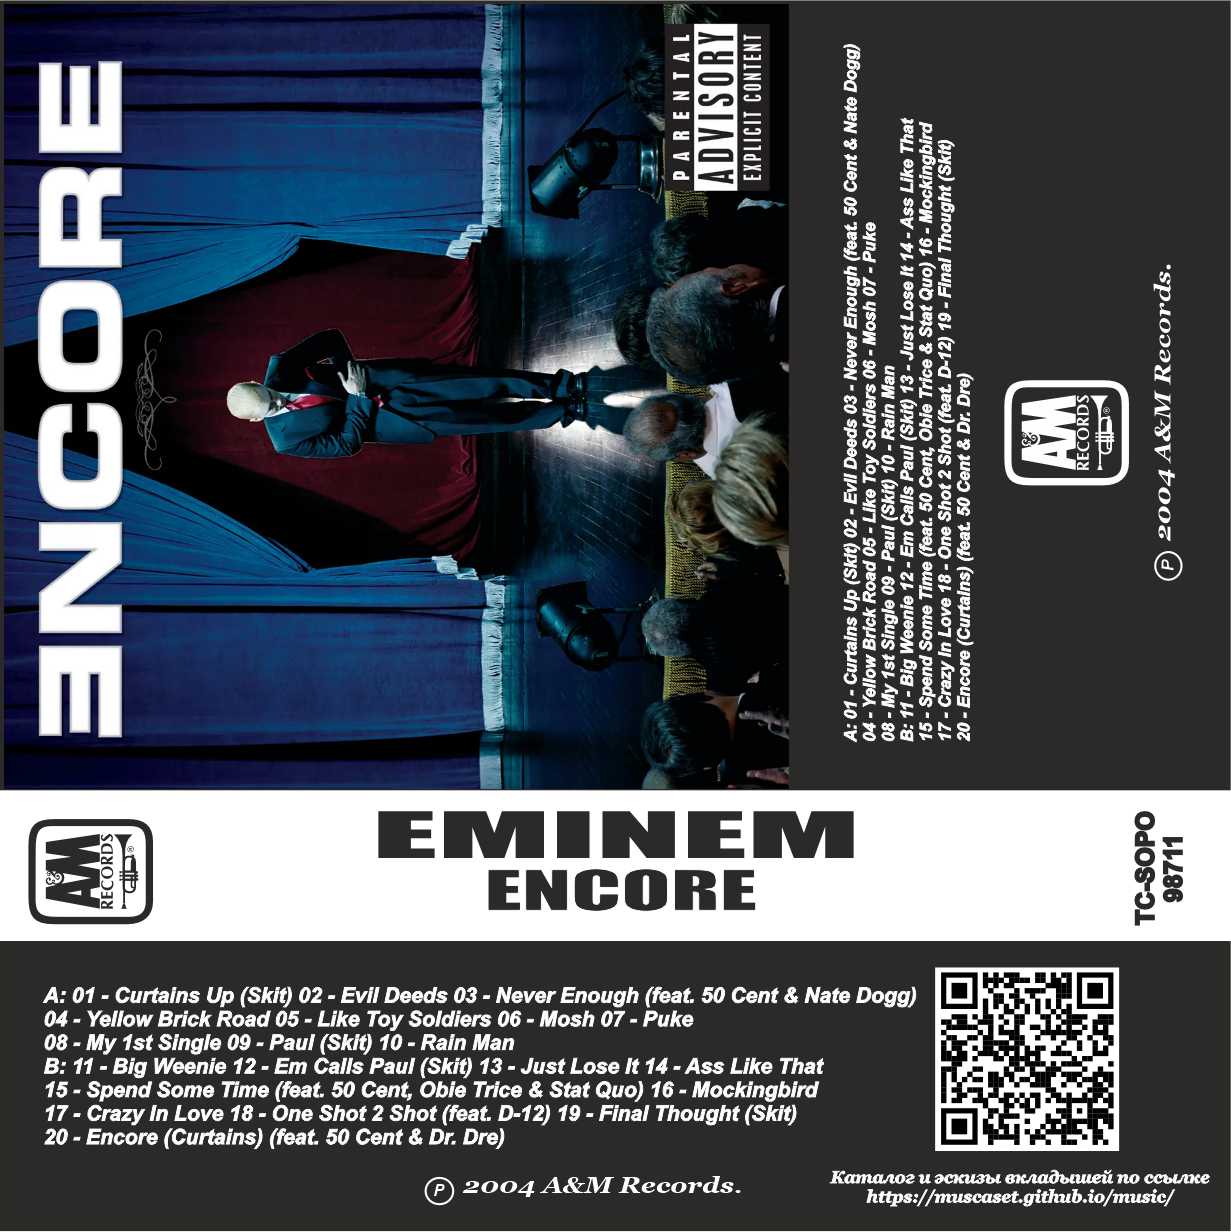 ENCORE
PARENTAL
ADVISORY
EXPLICIT CONTENT
A: 01 - Curtains Up (Skit) 02 - Evil Deeds 03 - Never Enough (feat. 50 Cent & Nate Dogg)
04 - Yellow Brick Road 05 - Like Toy Soldiers 06 - Mosh 07 - Puke
08 - My 1st Single 09 - Paul (Skit) 10 - Rain Man
B: 11 - Big Weenie 12 - Em Calls Paul (Skit) 13 - Just Lose It 14 - Ass Like That
15 - Spend Some Time (feat. 50 Cent, Obie Trice & Stat Quo) 16 - Mockingbird
17 - Crazy In Love 18 - One Shot 2 Shot (feat. D-12) 19 - Final Thought (Skit)
20 - Encore (Curtains) (feat. 50 Cent & Dr. Dre)
A&M
RECORDS
®
℗ 2004 A&M Records.
A&M
RECORDS
®
EMINEM
ENCORE
TC-SOPO
98711
A: 01 - Curtains Up (Skit) 02 - Evil Deeds 03 - Never Enough (feat. 50 Cent & Nate Dogg)
04 - Yellow Brick Road 05 - Like Toy Soldiers 06 - Mosh 07 - Puke
08 - My 1st Single 09 - Paul (Skit) 10 - Rain Man
B: 11 - Big Weenie 12 - Em Calls Paul (Skit) 13 - Just Lose It 14 - Ass Like That
15 - Spend Some Time (feat. 50 Cent, Obie Trice & Stat Quo) 16 - Mockingbird
17 - Crazy In Love 18 - One Shot 2 Shot (feat. D-12) 19 - Final Thought (Skit)
20 - Encore (Curtains) (feat. 50 Cent & Dr. Dre)
℗ 2004 A&M Records.
Каталог и эскизы вкладышей по ссылке
https://muscaset.github.io/music/